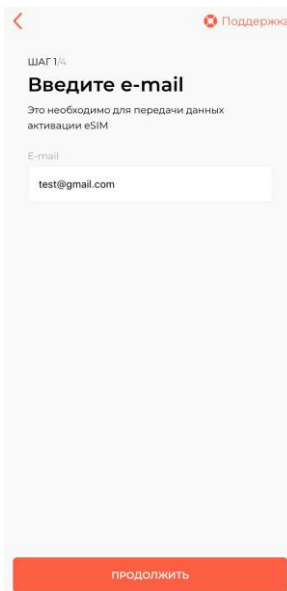 Поддержка
ШАГ 1/4
Введите e-mail
Это необходимо для передачи данных
активации eSIM
E-mail
test@gmail.com
ПРОДОЛЖИТЬ